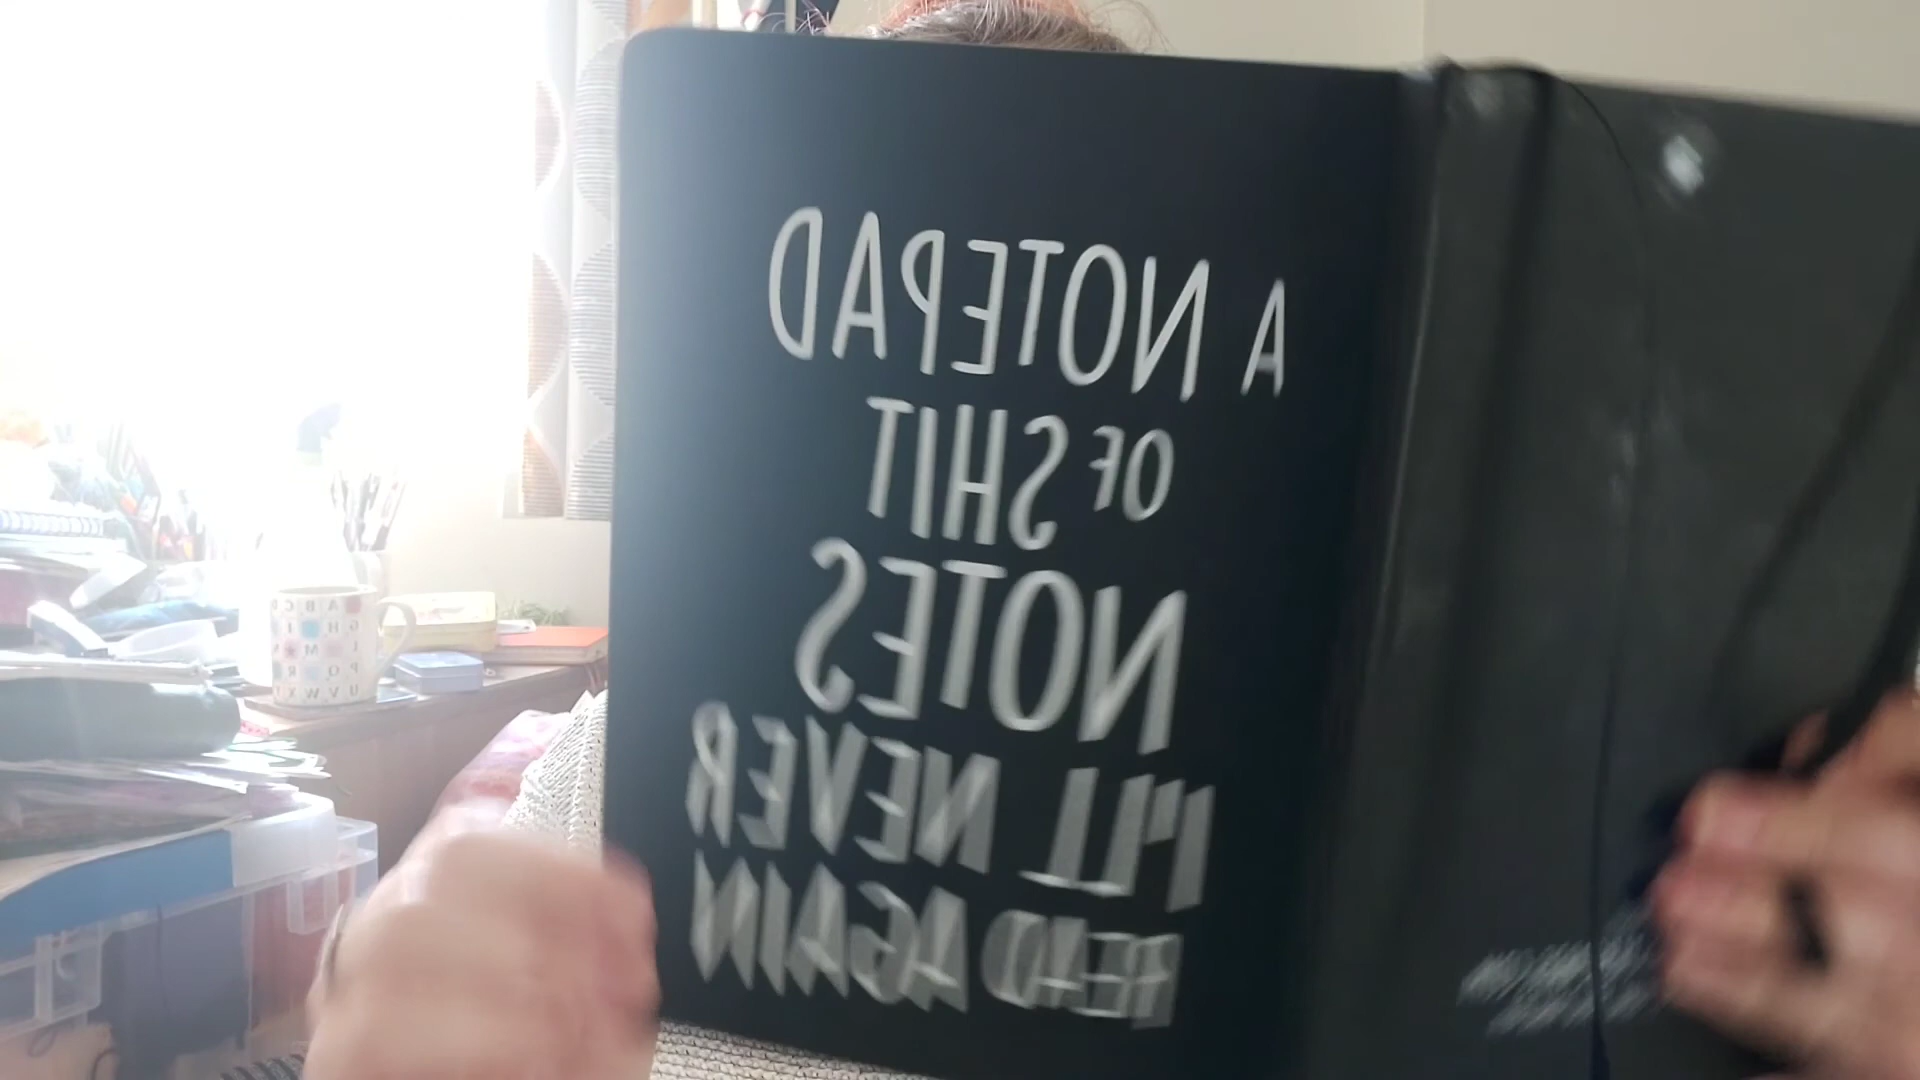 A NOTEPAD
OF SHIT
NOTES
I'LL NEVER
READ AGAIN